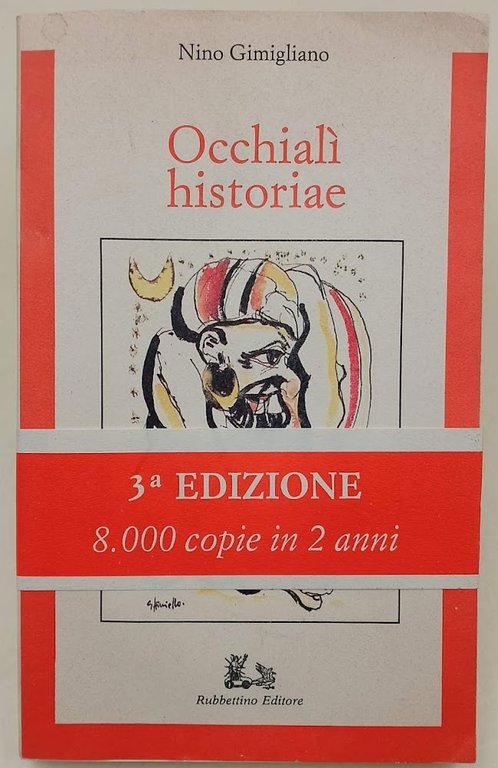 Nino Gimigliano
Occhialì
historiae
3ª EDIZIONE
8.000 copie in 2 anni
Rubbettino Editore